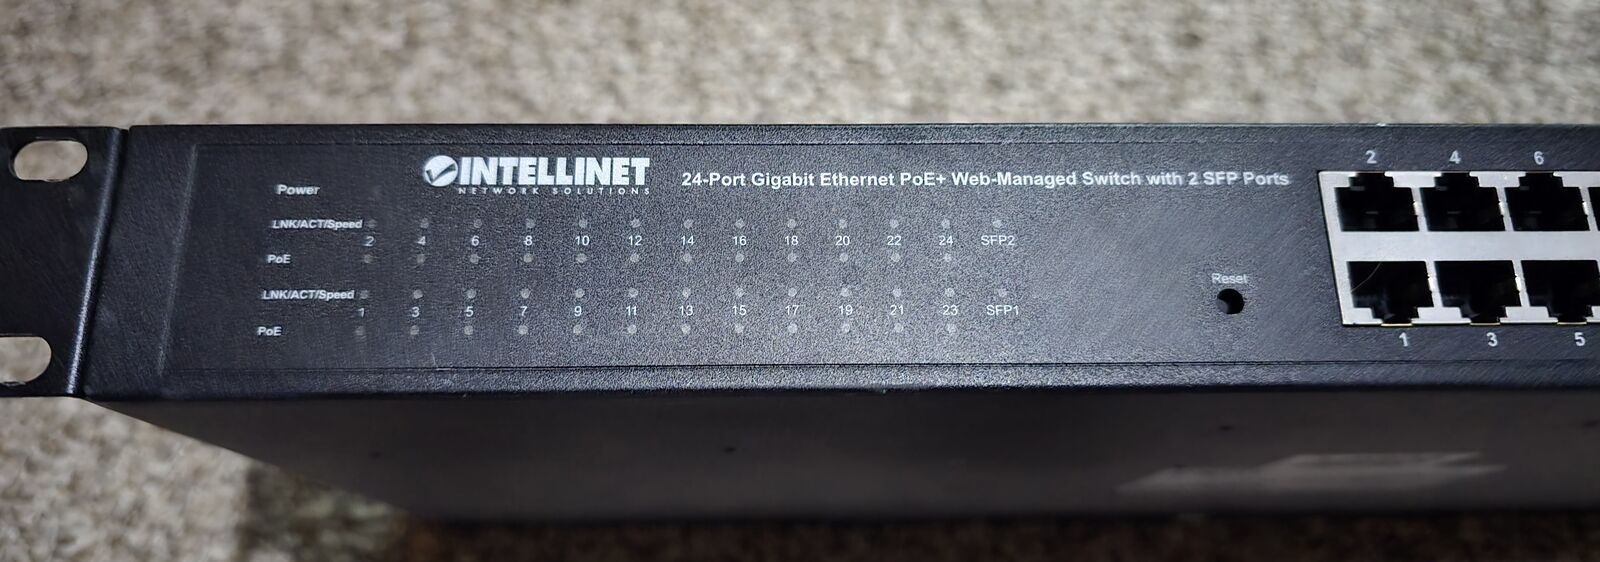 INTELLINET
NETWORK SOLUTIONS
24-Port Gigabit Ethernet PoE+ Web-Managed Switch with 2 SFP Ports
Power
LNK/ACT/Speed
2 4 6 8 10 12 14 16 18 20 22 24 SFP2
PoE
LNK/ACT/Speed
1 3 5 7 9 11 13 15 17 19 21 23 SFP1
PoE
Reset
2 4 6
1 3 5